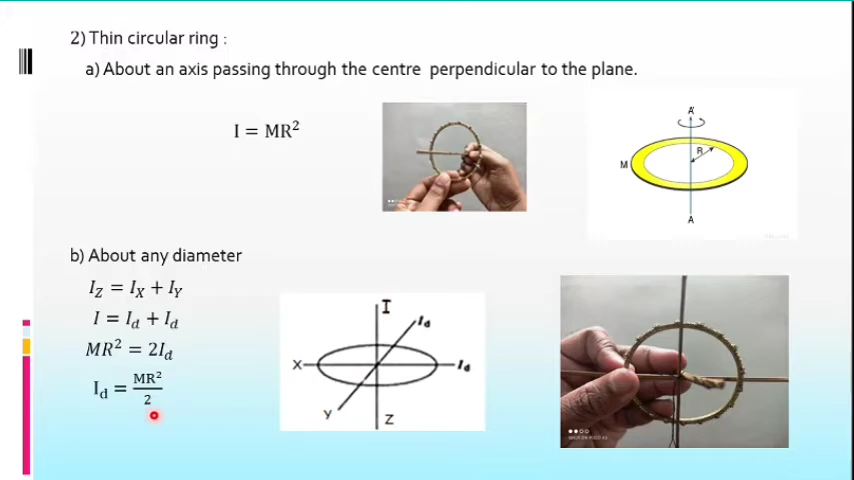 2) Thin circular ring :
a) About an axis passing through the centre perpendicular to the plane.
I = MR²
A'
R
M
A
b) About any diameter
I_Z = I_X + I_Y
I = I_d + I_d
MR² = 2I_d
I_d = MR²/2
I
I_d
X
I_d
Y
Z